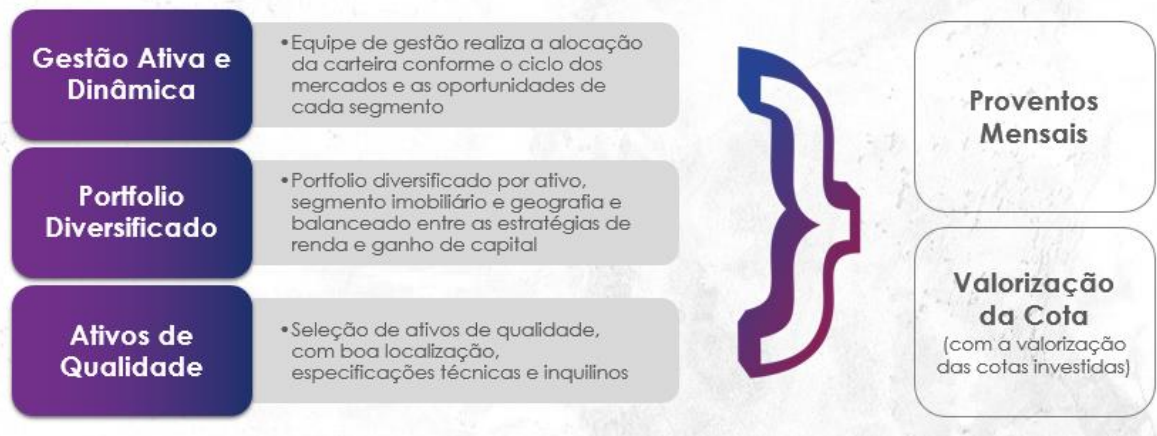 Gestão Ativa e
Dinâmica
•Equipe de gestão realiza a alocação
da carteira conforme o ciclo dos
mercados e as oportunidades de
cada segmento
Portfolio
Diversificado
•Portfolio diversificado por ativo,
segmento imobiliário e geografia e
balanceado entre as estratégias de
renda e ganho de capital
Ativos de
Qualidade
•Seleção de ativos de qualidade,
com boa localização,
especificações técnicas e inquilinos
Proventos
Mensais
Valorização
da Cota
(com a valorização
das cotas investidas)